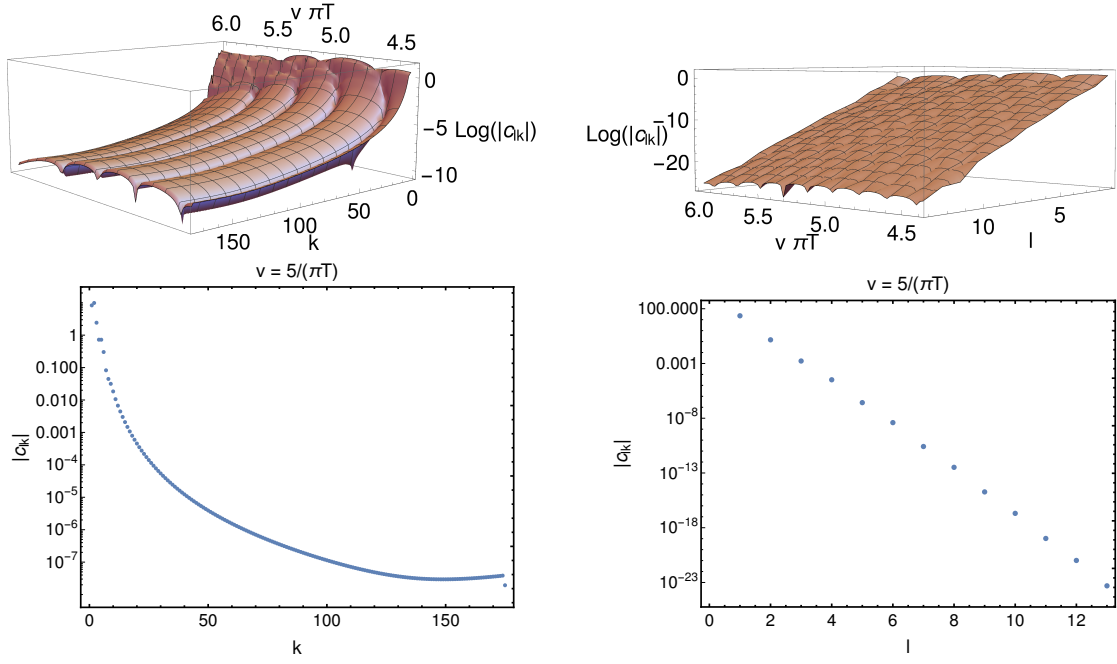 v πT
6.0 5.5 5.0 4.5
0
−5 Log(|c_lk|)
−10
0
50
100
150
k
0
Log(|c_lk|)
−10
−20
6.0 5.5 5.0 4.5
v πT
10 5
l
v = 5/(πT)
1
0.100
0.010
0.001
10⁻⁴
10⁻⁵
10⁻⁶
10⁻⁷
|c_lk|
0 50 100 150
k
v = 5/(πT)
100.000
0.001
10⁻⁸
10⁻¹³
10⁻¹⁸
10⁻²³
|c_lk|
0 2 4 6 8 10 12
l